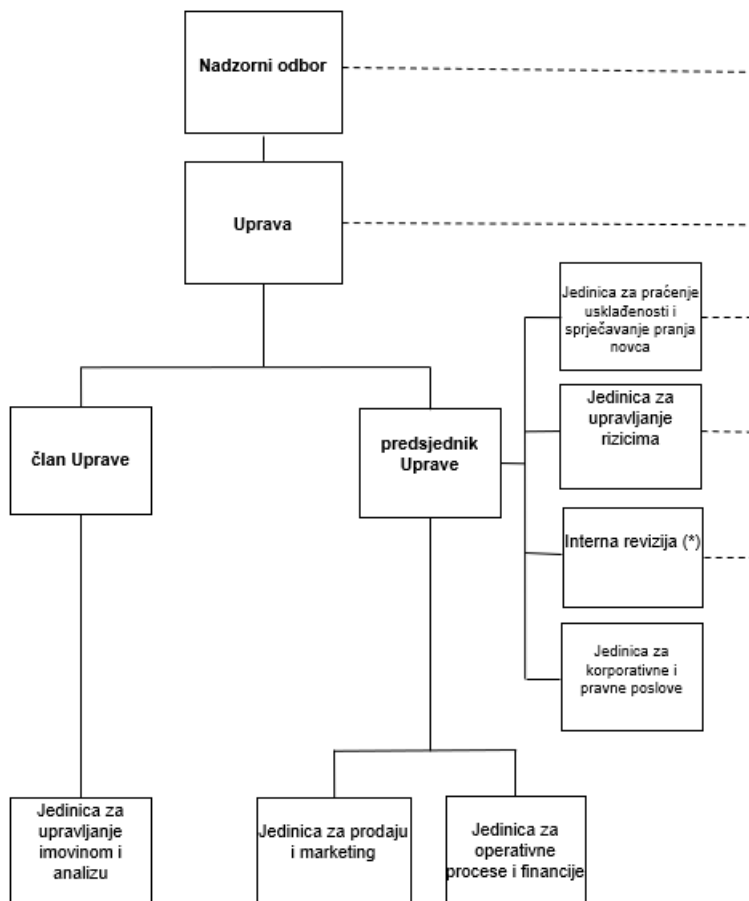 Nadzorni odbor
Uprava
Jedinica za praćenje
usklađenosti i
sprječavanje pranja
novca
Jedinica za
upravljanje
rizicima
član Uprave
predsjednik
Uprave
Interna revizija (*)
Jedinica za
korporativne i
pravne poslove
Jedinica za
upravljanje
imovinom i
analizu
Jedinica za prodaju
i marketing
Jedinica za
operativne
procese i financije